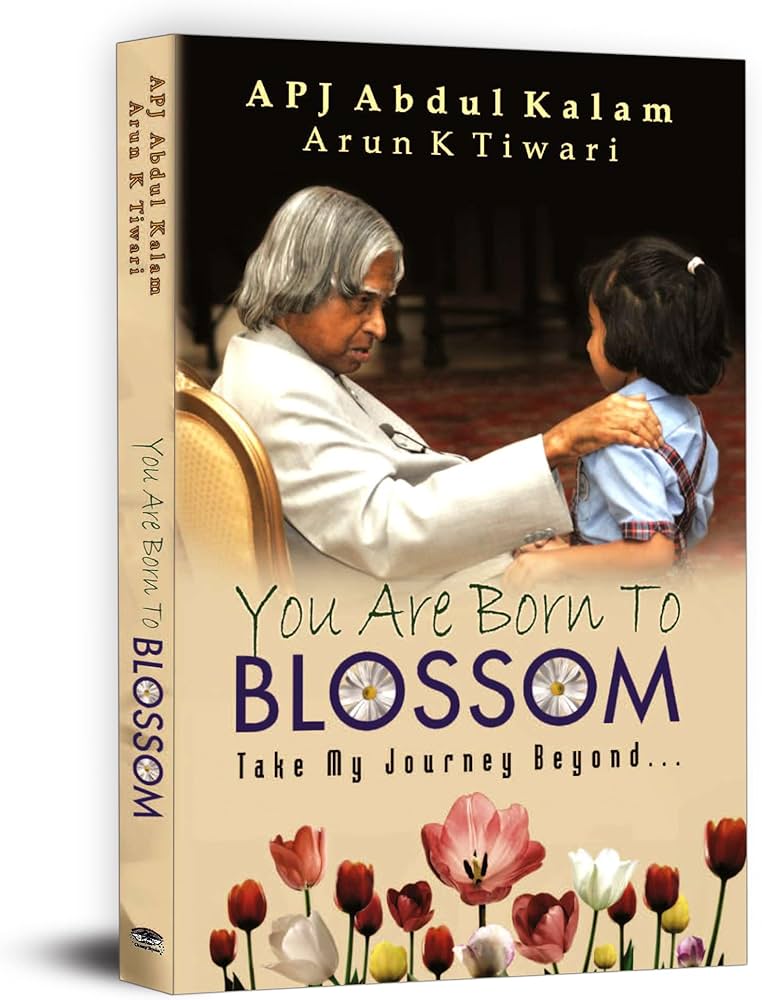 APJ Abdul Kalam
Arun K Tiwari
You Are Born To
BLOSSOM
Take My Journey Beyond...
APJ Abdul Kalam
Arun K Tiwari
You Are Born To
BLOSSOM